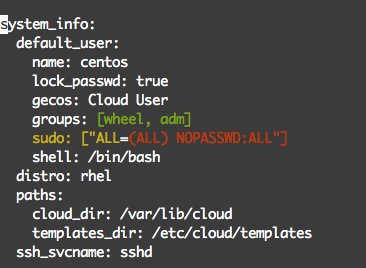 system_info:
  default_user:
    name: centos
    lock_passwd: true
    gecos: Cloud User
    groups: [wheel, adm]
    sudo: ["ALL=(ALL) NOPASSWD:ALL"]
    shell: /bin/bash
  distro: rhel
  paths:
    cloud_dir: /var/lib/cloud
    templates_dir: /etc/cloud/templates
  ssh_svcname: sshd